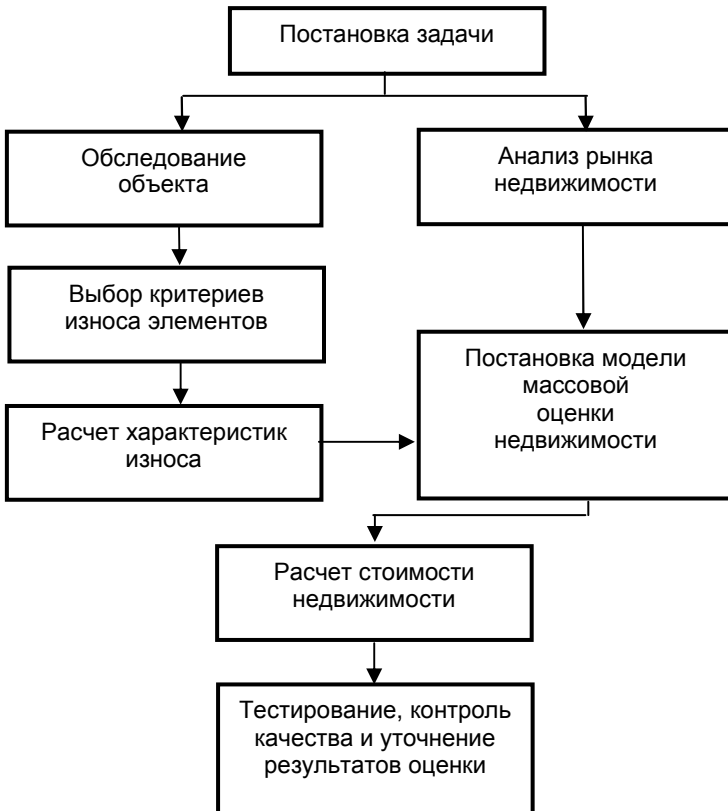 Постановка задачи
Обследование
объекта
Анализ рынка
недвижимости
Выбор критериев
износа элементов
Постановка модели
массовой
оценки
недвижимости
Расчет характеристик
износа
Расчет стоимости
недвижимости
Тестирование, контроль
качества и уточнение
результатов оценки